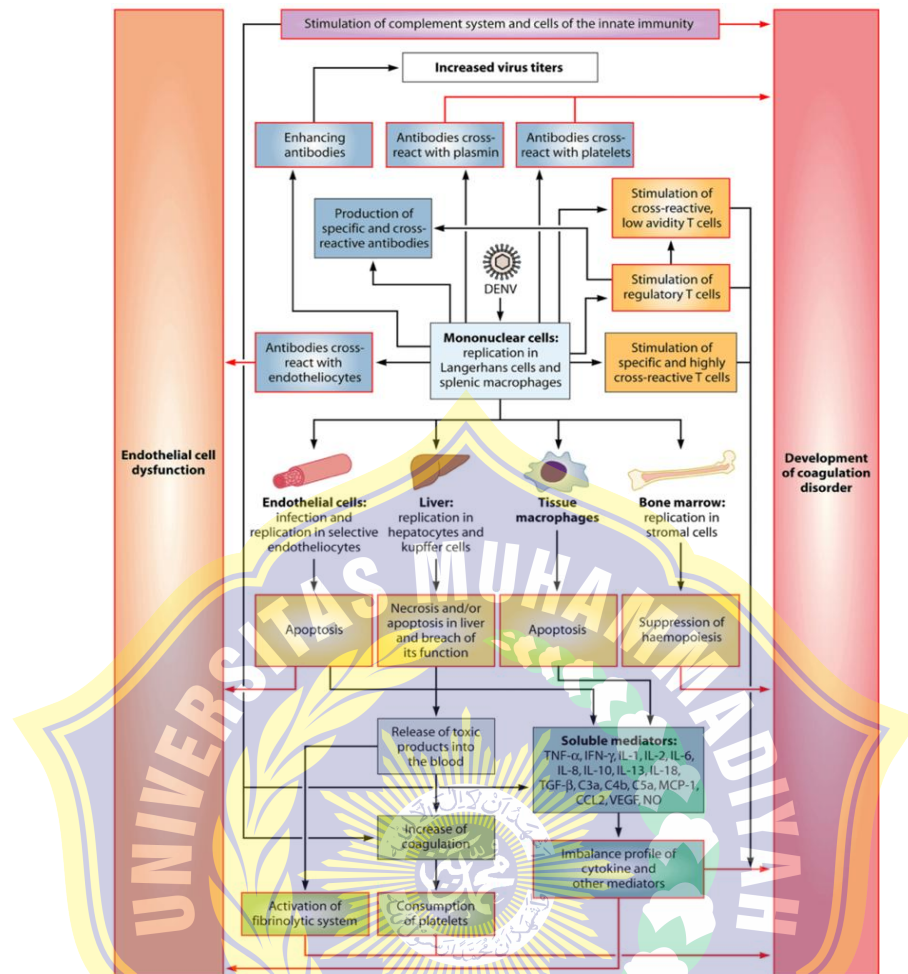 Stimulation of complement system and cells of the innate immunity
Increased virus titers
Enhancing
antibodies
Antibodies cross-
react with plasmin
Antibodies cross-
react with platelets
Production of
specific and cross-
reactive antibodies
Stimulation of
cross-reactive,
low avidity T cells
DENV
Stimulation of
regulatory T cells
Antibodies cross-
react with
endotheliocytes
Mononuclear cells:
replication in
Langerhans cells and
splenic macrophages
Stimulation of
specific and highly
cross-reactive T cells
Endothelial cell
dysfunction
Development
of coagulation
disorder
Endothelial cells:
infection and
replication in selective
endotheliocytes
Liver:
replication in
hepatocytes and
kupffer cells
Tissue
macrophages
Bone marrow:
replication in
stromal cells
Apoptosis
Necrosis and/or
apoptosis in liver
and breach of
its function
Apoptosis
Suppression of
haemopoiesis
Release of toxic
products into
the blood
Soluble mediators:
TNF-α, IFN-γ, IL-1, IL-2, IL-6,
IL-8, IL-10, IL-13, IL-18,
TGF-β, C3a, C4b, C5a, MCP-1,
CCL2, VEGF, NO
Increase of
coagulation
Imbalance profile of
cytokine and
other mediators
Activation of
fibrinolytic system
Consumption
of platelets
UNIVERSITAS MUHAMMADIYAH